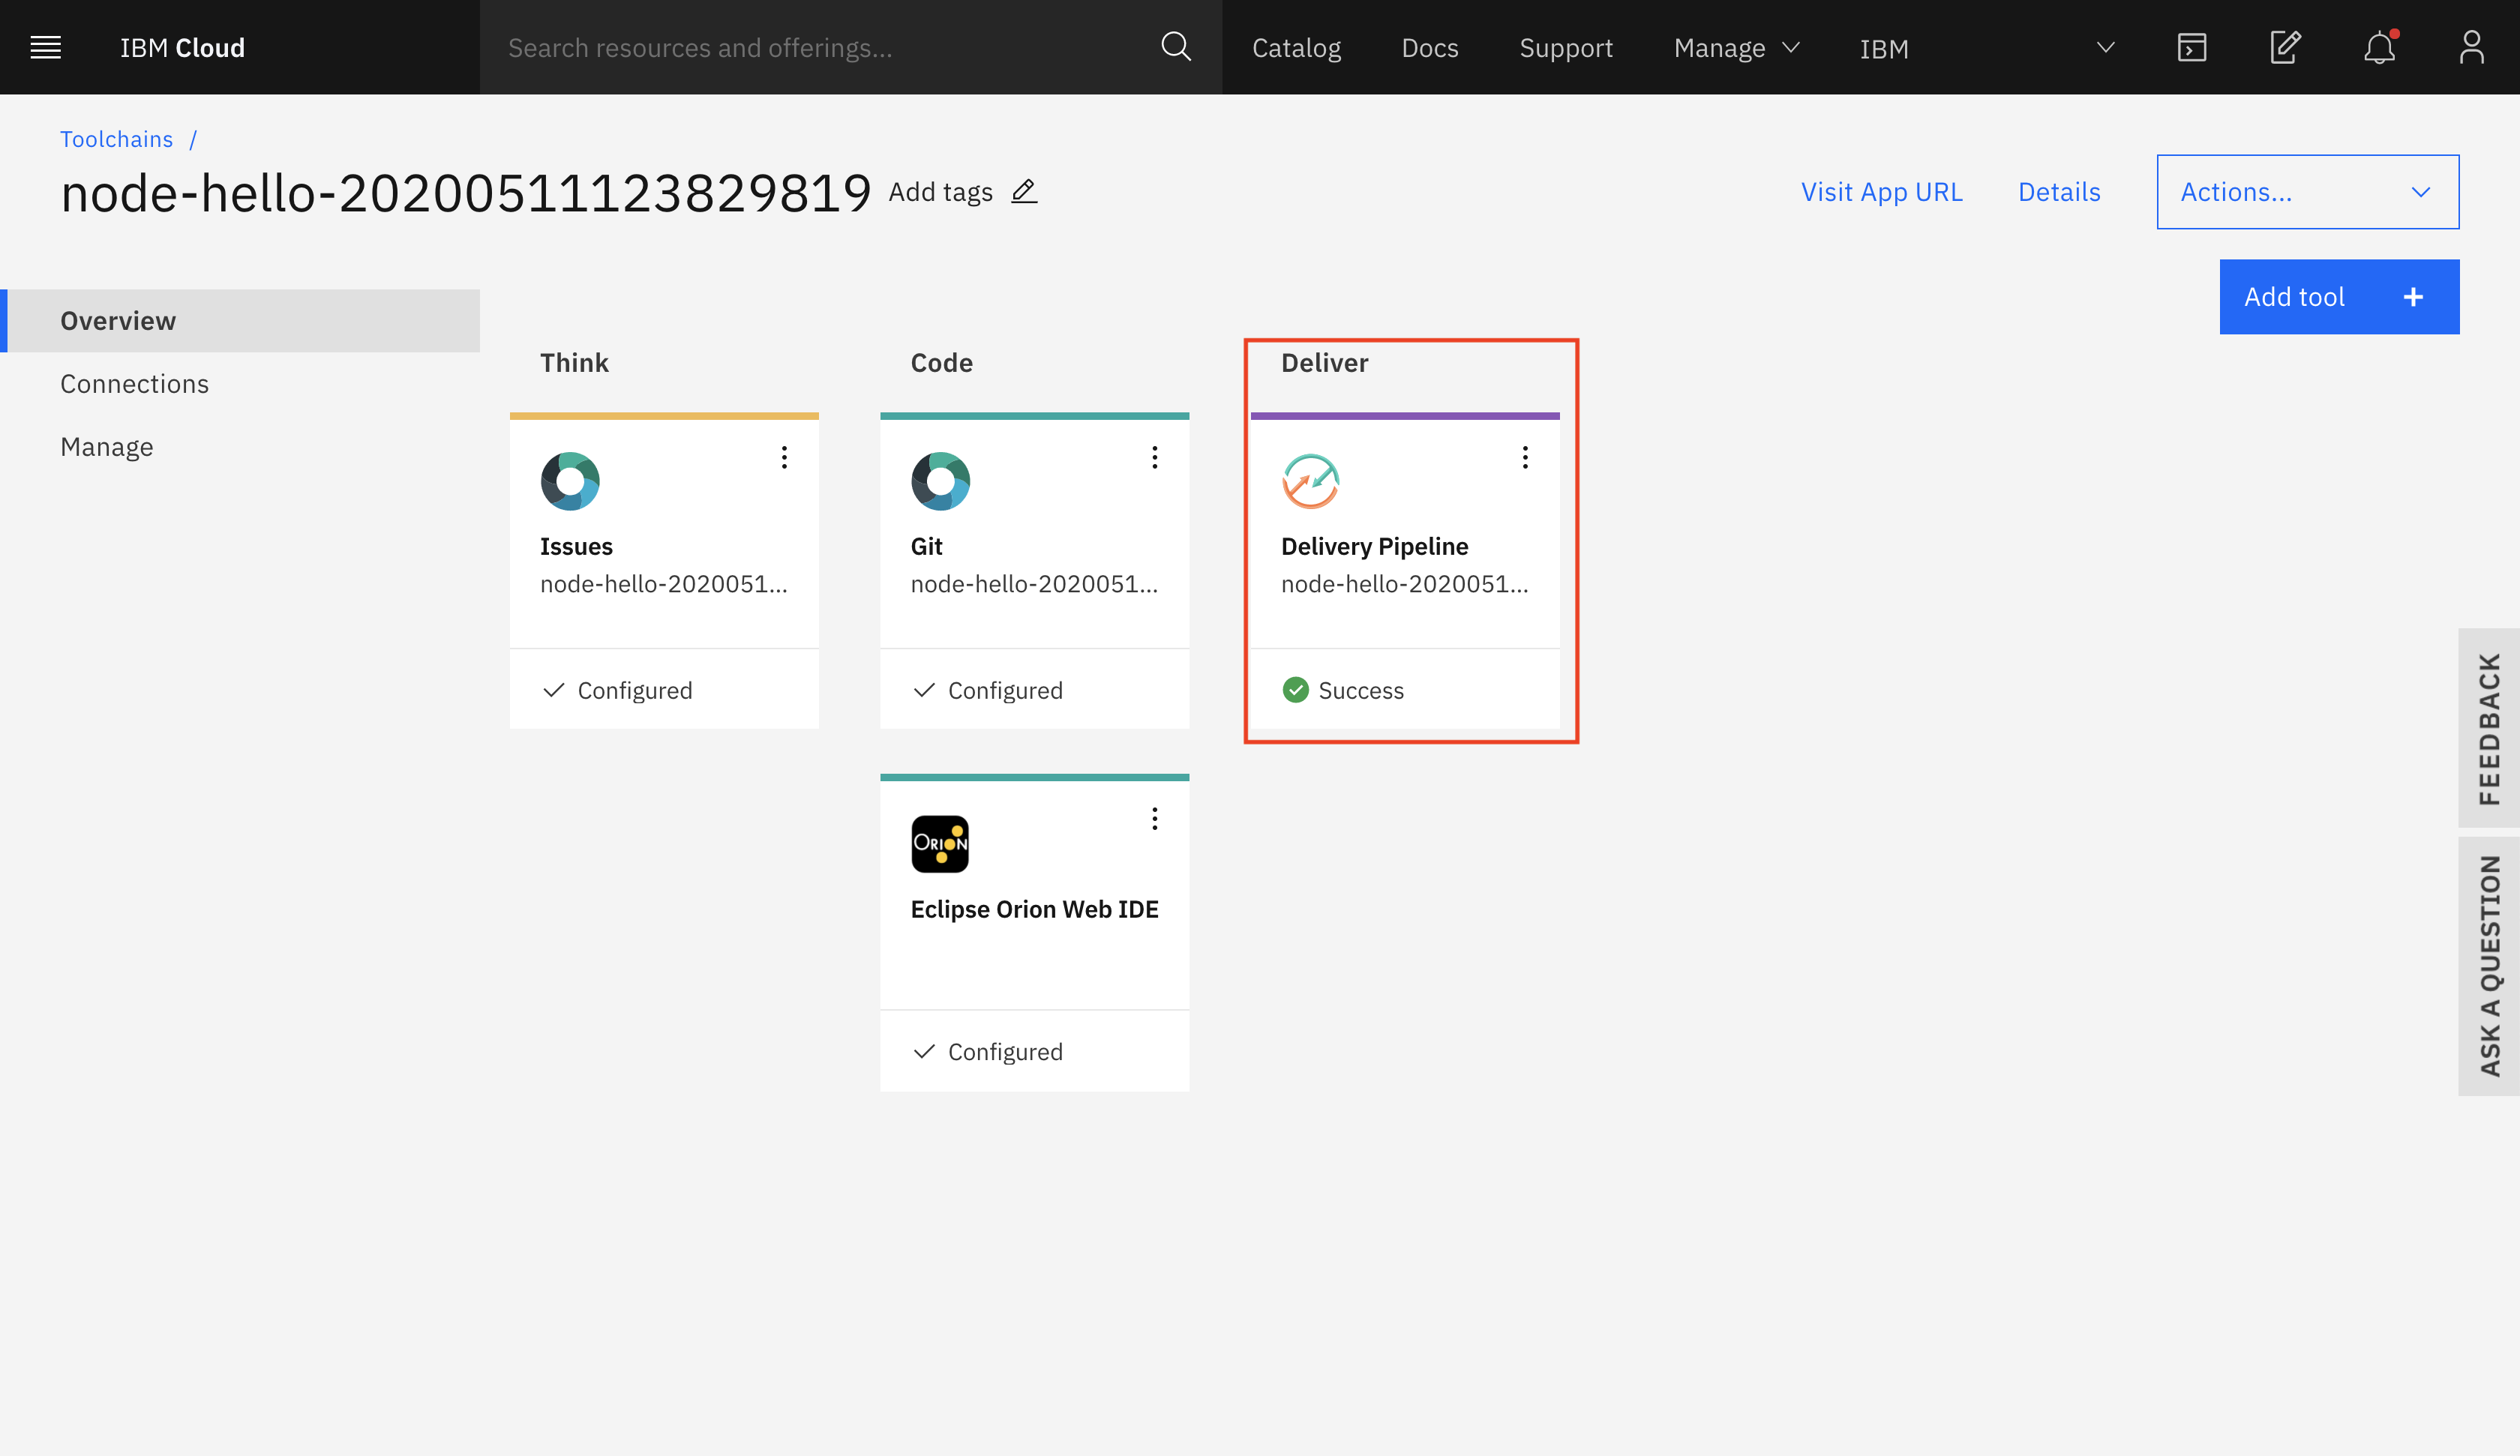 IBM Cloud
Search resources and offerings...
Catalog
Docs
Support
Manage
IBM
Toolchains /
node-hello-20200511123829819
Add tags
Visit App URL
Details
Actions...
Add tool
Overview
Connections
Manage
Think
Issues
node-hello-2020051...
Configured
Code
Git
node-hello-2020051...
Configured
ORION
Eclipse Orion Web IDE
Configured
Deliver
Delivery Pipeline
node-hello-2020051...
Success
FEEDBACK
ASK A QUESTION